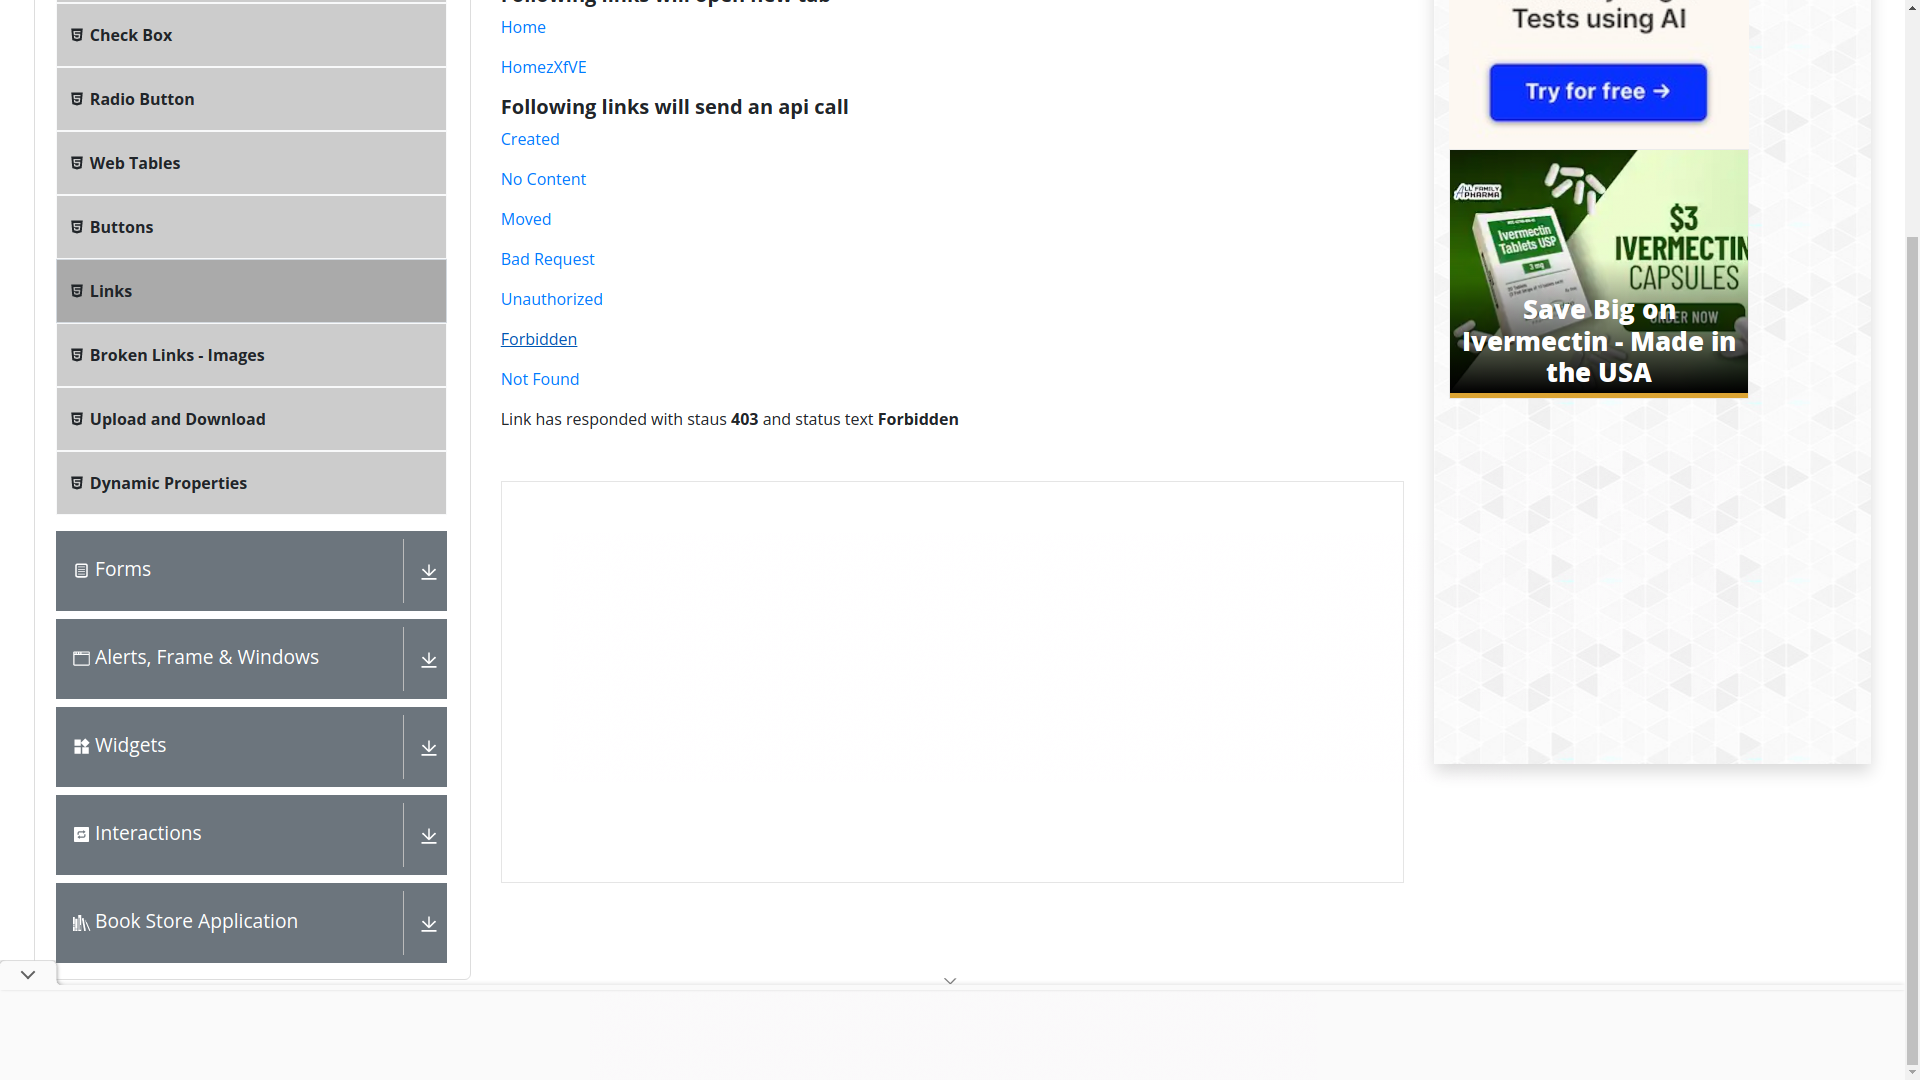 Check Box
Radio Button
Web Tables
Buttons
Links
Broken Links - Images
Upload and Download
Dynamic Properties
Forms
Alerts, Frame & Windows
Widgets
Interactions
Book Store Application
Home
HomezXfVE
Following links will send an api call
Created
No Content
Moved
Bad Request
Unauthorized
Forbidden
Not Found
Link has responded with staus 403 and status text Forbidden
Tests using AI
Try for free →
ALL FAMILY
PHARMA
Ivermectin
Tablets USP
3 mg
$3
IVERMECTIN
CAPSULES
ORDER NOW
Save Big on
Ivermectin - Made in
the USA